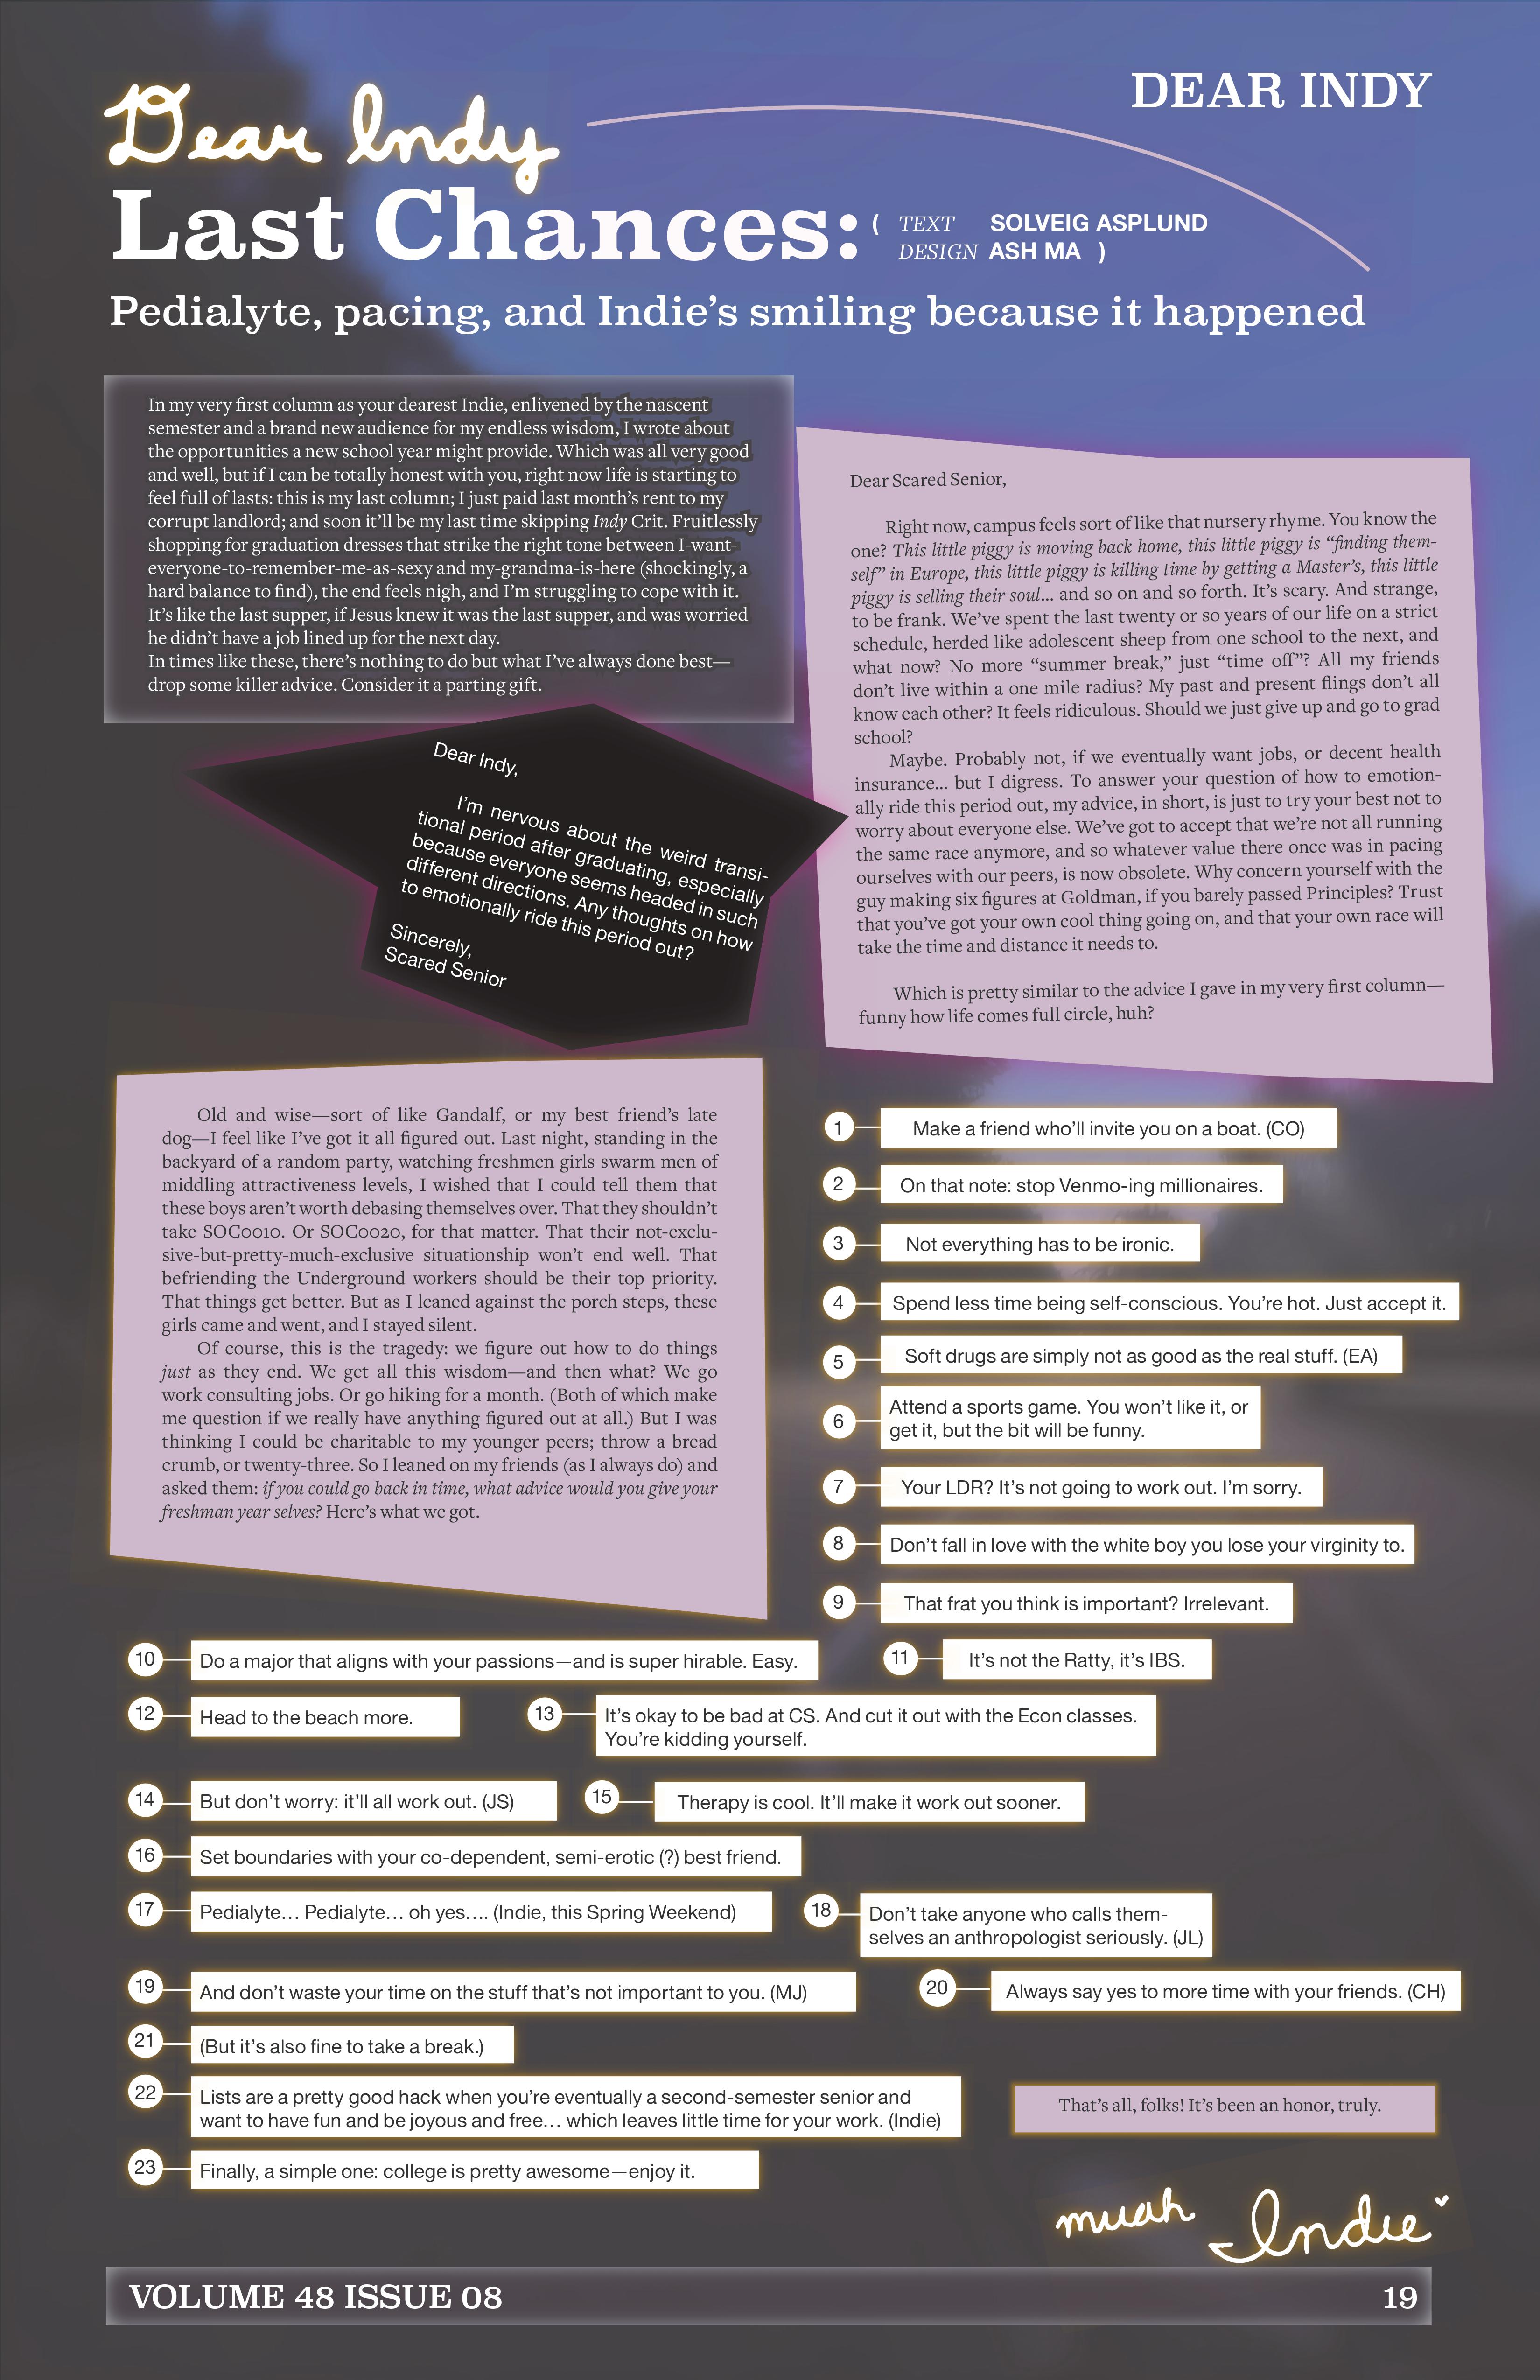 DEAR INDY
Dear Indy
Last Chances:
( TEXT SOLVEIG ASPLUND
DESIGN ASH MA )
Pedialyte, pacing, and Indie’s smiling because it happened
In my very first column as your dearest Indie, enlivened by the nascent
semester and a brand new audience for my endless wisdom, I wrote about
the opportunities a new school year might provide. Which was all very good
and well, but if I can be totally honest with you, right now life is starting to
feel full of lasts: this is my last column; I just paid last month’s rent to my
corrupt landlord; and soon it’ll be my last time skipping Indy Crit. Fruitlessly
shopping for graduation dresses that strike the right tone between I-want-
everyone-to-remember-me-as-sexy and my-grandma-is-here (shockingly, a
hard balance to find), the end feels nigh, and I’m struggling to cope with it.
It’s like the last supper, if Jesus knew it was the last supper, and was worried
he didn’t have a job lined up for the next day.
In times like these, there’s nothing to do but what I’ve always done best—
drop some killer advice. Consider it a parting gift.
Dear Indy,
I’m nervous about the weird transi-
tional period after graduating, especially
because everyone seems headed in such
different directions. Any thoughts on how
to emotionally ride this period out?
Sincerely,
Scared Senior
Dear Scared Senior,
Right now, campus feels sort of like that nursery rhyme. You know the
one? This little piggy is moving back home, this little piggy is “finding them-
self” in Europe, this little piggy is killing time by getting a Master’s, this little
piggy is selling their soul... and so on and so forth. It’s scary. And strange,
to be frank. We’ve spent the last twenty or so years of our life on a strict
schedule, herded like adolescent sheep from one school to the next, and
what now? No more “summer break,” just “time off”? All my friends
don’t live within a one mile radius? My past and present flings don’t all
know each other? It feels ridiculous. Should we just give up and go to grad
school?
Maybe. Probably not, if we eventually want jobs, or decent health
insurance... but I digress. To answer your question of how to emotion-
ally ride this period out, my advice, in short, is just to try your best not to
worry about everyone else. We’ve got to accept that we’re not all running
the same race anymore, and so whatever value there once was in pacing
ourselves with our peers, is now obsolete. Why concern yourself with the
guy making six figures at Goldman, if you barely passed Principles? Trust
that you’ve got your own cool thing going on, and that your own race will
take the time and distance it needs to.
Which is pretty similar to the advice I gave in my very first column—
funny how life comes full circle, huh?
Old and wise—sort of like Gandalf, or my best friend’s late
dog—I feel like I’ve got it all figured out. Last night, standing in the
backyard of a random party, watching freshmen girls swarm men of
middling attractiveness levels, I wished that I could tell them that
these boys aren’t worth debasing themselves over. That they shouldn’t
take SOC0010. Or SOC0020, for that matter. That their not-exclu-
sive-but-pretty-much-exclusive situationship won’t end well. That
befriending the Underground workers should be their top priority.
That things get better. But as I leaned against the porch steps, these
girls came and went, and I stayed silent.
Of course, this is the tragedy: we figure out how to do things
just as they end. We get all this wisdom—and then what? We go
work consulting jobs. Or go hiking for a month. (Both of which make
me question if we really have anything figured out at all.) But I was
thinking I could be charitable to my younger peers; throw a bread
crumb, or twenty-three. So I leaned on my friends (as I always do) and
asked them: if you could go back in time, what advice would you give your
freshman year selves? Here’s what we got.
1 Make a friend who’ll invite you on a boat. (CO)
2 On that note: stop Venmo-ing millionaires.
3 Not everything has to be ironic.
4 Spend less time being self-conscious. You’re hot. Just accept it.
5 Soft drugs are simply not as good as the real stuff. (EA)
6 Attend a sports game. You won’t like it, or
get it, but the bit will be funny.
7 Your LDR? It’s not going to work out. I’m sorry.
8 Don’t fall in love with the white boy you lose your virginity to.
9 That frat you think is important? Irrelevant.
10 Do a major that aligns with your passions—and is super hirable. Easy.
11 It’s not the Ratty, it’s IBS.
12 Head to the beach more.
13 It’s okay to be bad at CS. And cut it out with the Econ classes.
You’re kidding yourself.
14 But don’t worry: it’ll all work out. (JS)
15 Therapy is cool. It’ll make it work out sooner.
16 Set boundaries with your co-dependent, semi-erotic (?) best friend.
17 Pedialyte… Pedialyte… oh yes…. (Indie, this Spring Weekend)
18 Don’t take anyone who calls them-
selves an anthropologist seriously. (JL)
19 And don’t waste your time on the stuff that’s not important to you. (MJ)
20 Always say yes to more time with your friends. (CH)
21 (But it’s also fine to take a break.)
22 Lists are a pretty good hack when you’re eventually a second-semester senior and
want to have fun and be joyous and free… which leaves little time for your work. (Indie)
23 Finally, a simple one: college is pretty awesome—enjoy it.
That’s all, folks! It’s been an honor, truly.
muah Indie
VOLUME 48 ISSUE 08
19